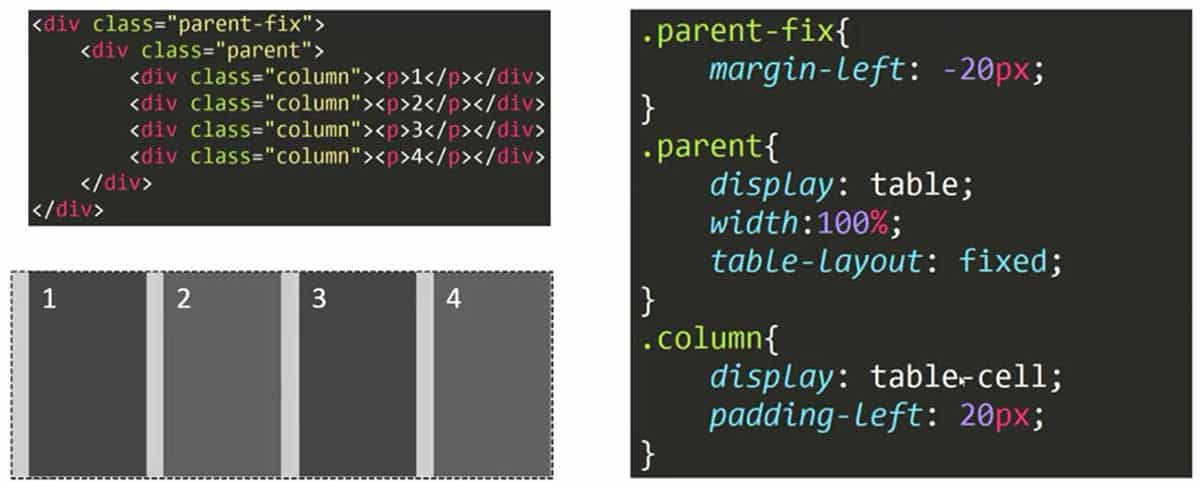 <div class="parent-fix">
    <div class="parent">
        <div class="column"><p>1</p></div>
        <div class="column"><p>2</p></div>
        <div class="column"><p>3</p></div>
        <div class="column"><p>4</p></div>
    </div>
</div>
1 2 3 4
.parent-fix{
    margin-left: -20px;
}
.parent{
    display: table;
    width:100%;
    table-layout: fixed;
}
.column{
    display: table-cell;
    padding-left: 20px;
}